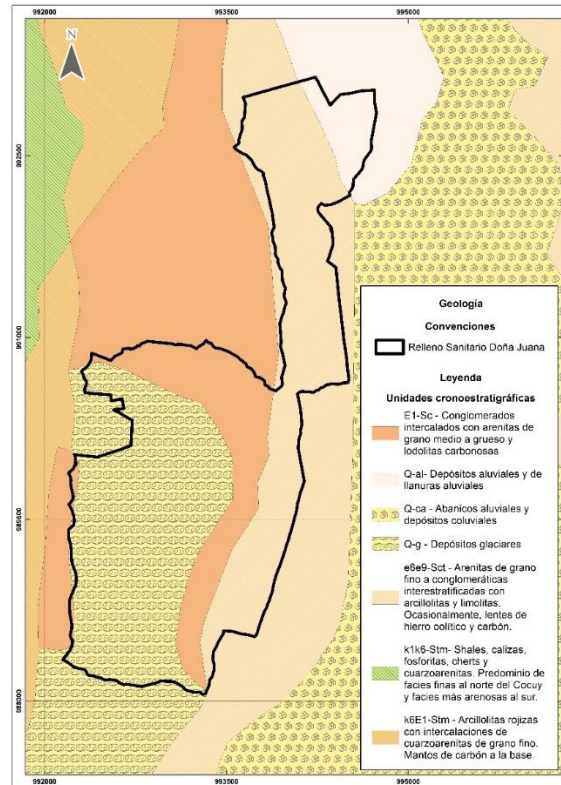 992000 993500 995000
N
992500
991000
989500
988000
992500
991000
989500
988000
Geología
Convenciones
Relleno Sanitario Doña Juana
Leyenda
Unidades cronoestratigráficas
E1-Sc - Conglomerados
intercalados con arenitas de
grano medio a grueso y
lodolitas carbonosas
Q-al- Depósitos aluviales y de
llanuras aluviales
Q-ca - Abanicos aluviales y
depósitos coluviales
Q-g - Depósitos glaciares
e6e9-Sct - Arenitas de grano
fino a conglomeráticas
interestratificadas con
arcillolitas y limolitas.
Ocasionalmente, lentes de
hierro oolítico y carbón.
k1k6-Stm- Shales, calizas,
fosforitas, cherts y
cuarzoarenitas. Predominio de
facies finas al norte del Cocuy
y facies más arenosas al sur.
k6E1-Stm - Arcillolitas rojizas
con intercalaciones de
cuarzoarenitas de grano fino.
Mantos de carbón a la base.
992000 993500 995000